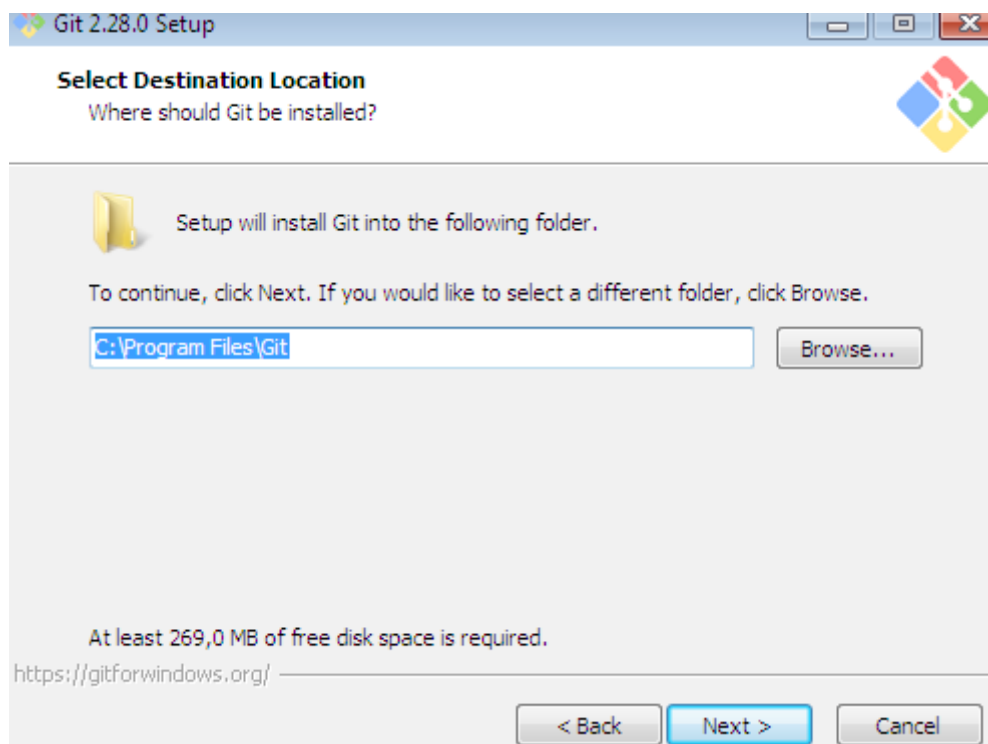 Git 2.28.0 Setup
Select Destination Location
Where should Git be installed?
Setup will install Git into the following folder.
To continue, click Next. If you would like to select a different folder, click Browse.
C:\Program Files\Git
Browse...
At least 269,0 MB of free disk space is required.
https://gitforwindows.org/
< Back
Next >
Cancel